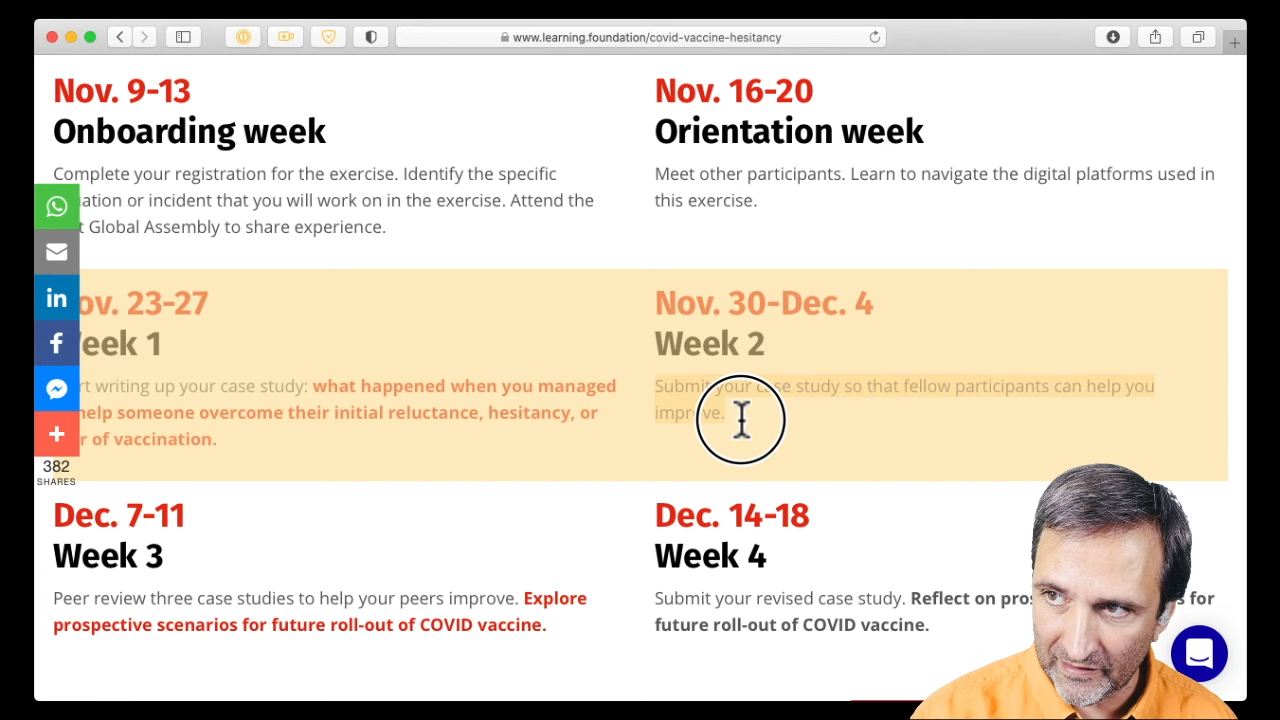 www.learning.foundation/covid-vaccine-hesitancy
Nov. 9-13
Onboarding week
Complete your registration for the exercise. Identify the specific
or incident that you will work on in the exercise. Attend the
Global Assembly to share experience.
Nov. 16-20
Orientation week
Meet other participants. Learn to navigate the digital platforms used in
this exercise.
23-27
1
writing up your case study: what happened when you managed
help someone overcome their initial reluctance, hesitancy, or
of vaccination.
Nov. 30-Dec. 4
Week 2
Submit your case study so that fellow participants can help you
improve.
in
f
382
SHARES
Dec. 7-11
Week 3
Peer review three case studies to help your peers improve. Explore
prospective scenarios for future roll-out of COVID vaccine.
Dec. 14-18
Week 4
Submit your revised case study. Reflect on for
future roll-out of COVID vaccine.